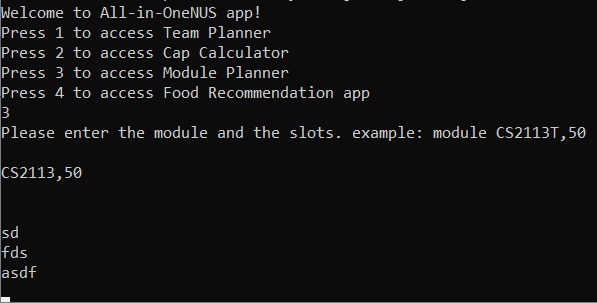 Welcome to All-in-OneNUS app!
Press 1 to access Team Planner
Press 2 to access Cap Calculator
Press 3 to access Module Planner
Press 4 to access Food Recommendation app
3
Please enter the module and the slots. example: module CS2113T,50
CS2113,50
sd
fds
asdf